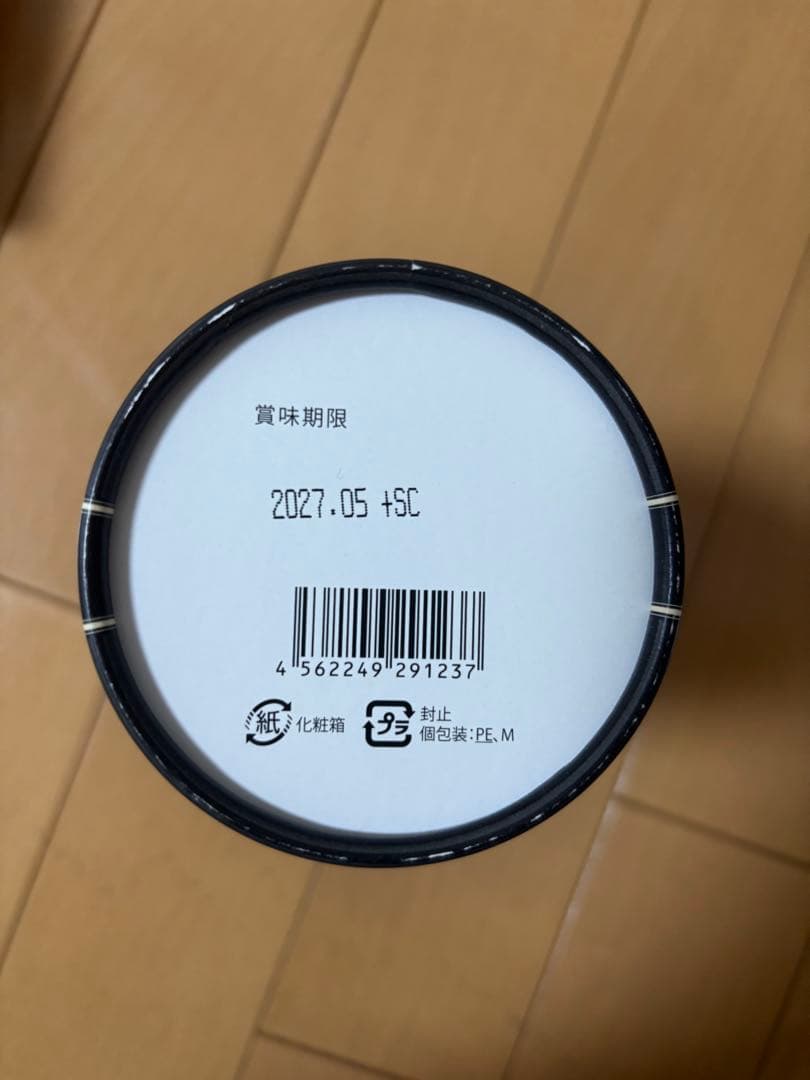 賞味期限
2027.05 +SC
4 562249 291237
紙 化粧箱
プラ 封止
個包装:PE、M